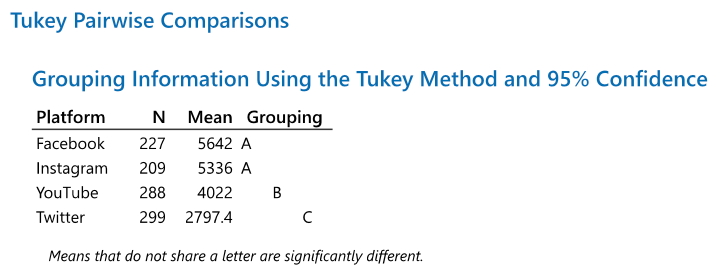 Tukey Pairwise Comparisons
Grouping Information Using the Tukey Method and 95% Confidence
Platform N Mean Grouping
Facebook 227 5642 A
Instagram 209 5336 A
YouTube 288 4022 B
Twitter 299 2797.4 C
Means that do not share a letter are significantly different.